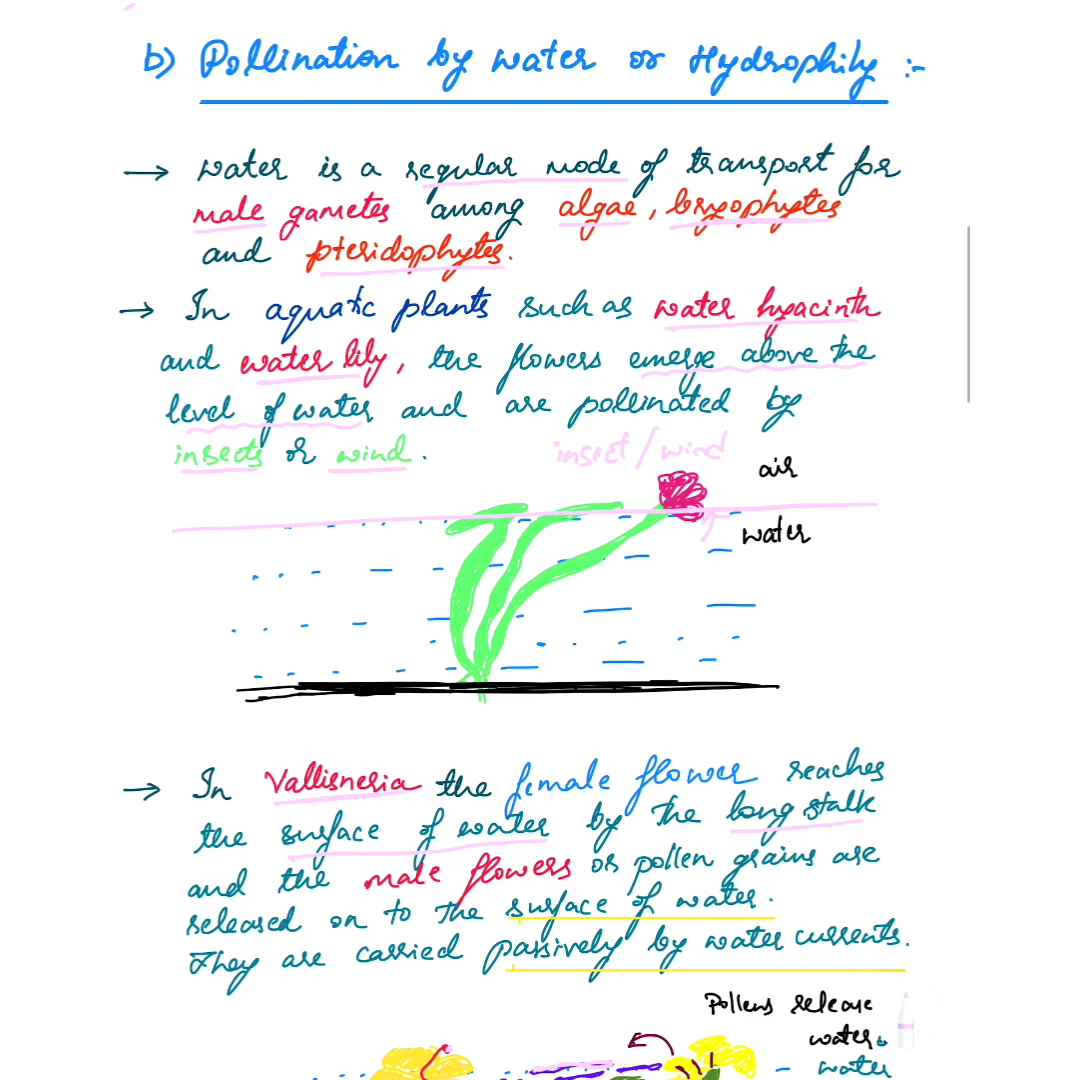 b) Pollination by water or Hydrophily :-
→ water is a regular mode of transport for
male gametes among algae, bryophytes
and pteridophytes.
→ In aquatic plants such as water hyacinth
and water lily, the flowers emerge above the
level of water and are pollinated by
insects or wind.
insect/wind
air
water
→ In Vallisneria the female flower reaches
the surface of water by the long stalk
and the male flowers or pollen grains are
released on to the surface of water.
They are carried passively by water currents.
Pollens release
water
water